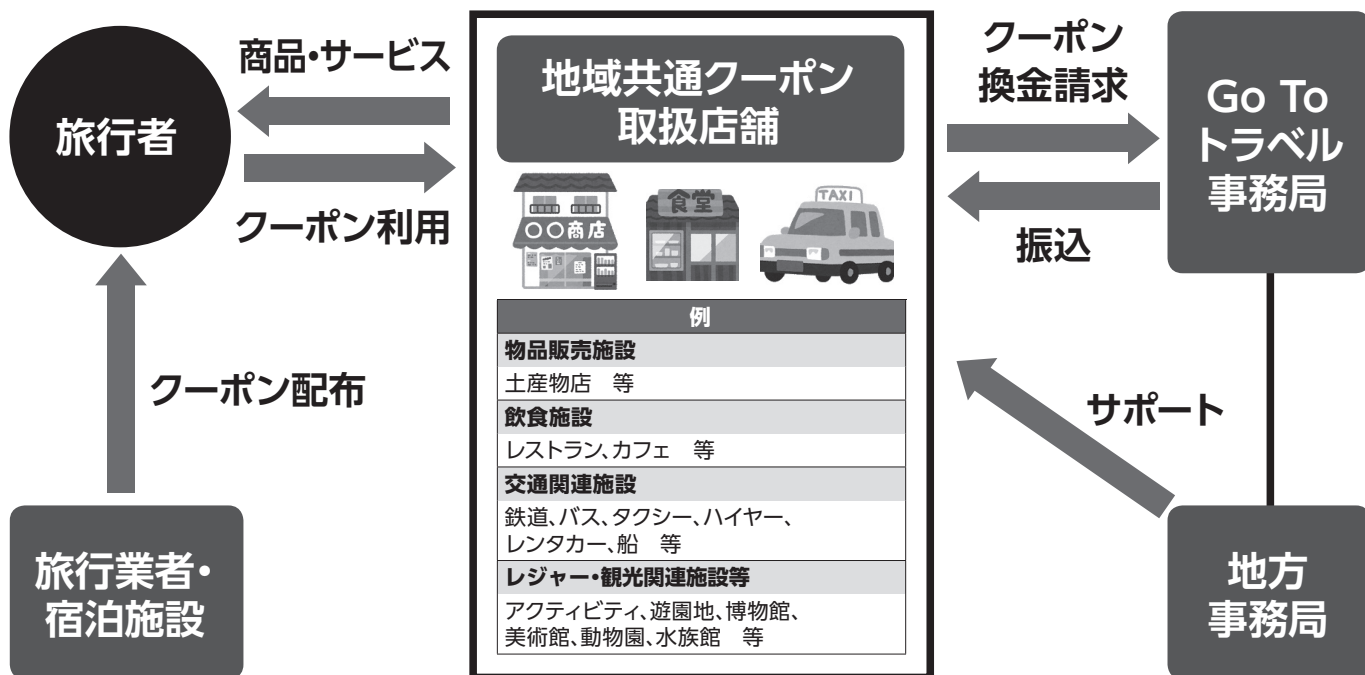 商品・サービス
旅行者
クーポン利用
クーポン配布
旅行業者・
宿泊施設
地域共通クーポン
取扱店舗
〇〇商店
食堂
TAXI
例
物品販売施設
土産物店　等
飲食施設
レストラン、カフェ　等
交通関連施設
鉄道、バス、タクシー、ハイヤー、
レンタカー、船　等
レジャー・観光関連施設等
アクティビティ、遊園地、博物館、
美術館、動物園、水族館　等
クーポン
換金請求
振込
Go To
トラベル
事務局
サポート
地方
事務局